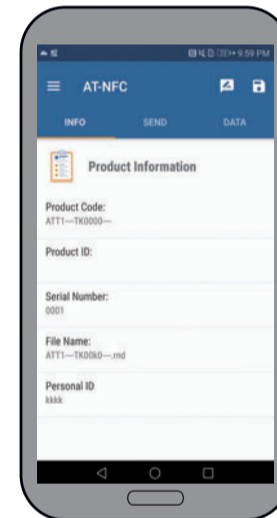 9:59 PM
AT-NFC
INFO SEND DATA
Product Information
Product Code:
ATT1---TK0000---
Product ID:
Serial Number:
0001
File Name:
ATT1---TK00k0---.rnd
Personal ID
kkkk